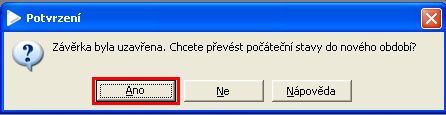 Potvrzení
Závěrka byla uzavřena. Chcete převést počáteční stavy do nového období?
Ano Ne Nápověda